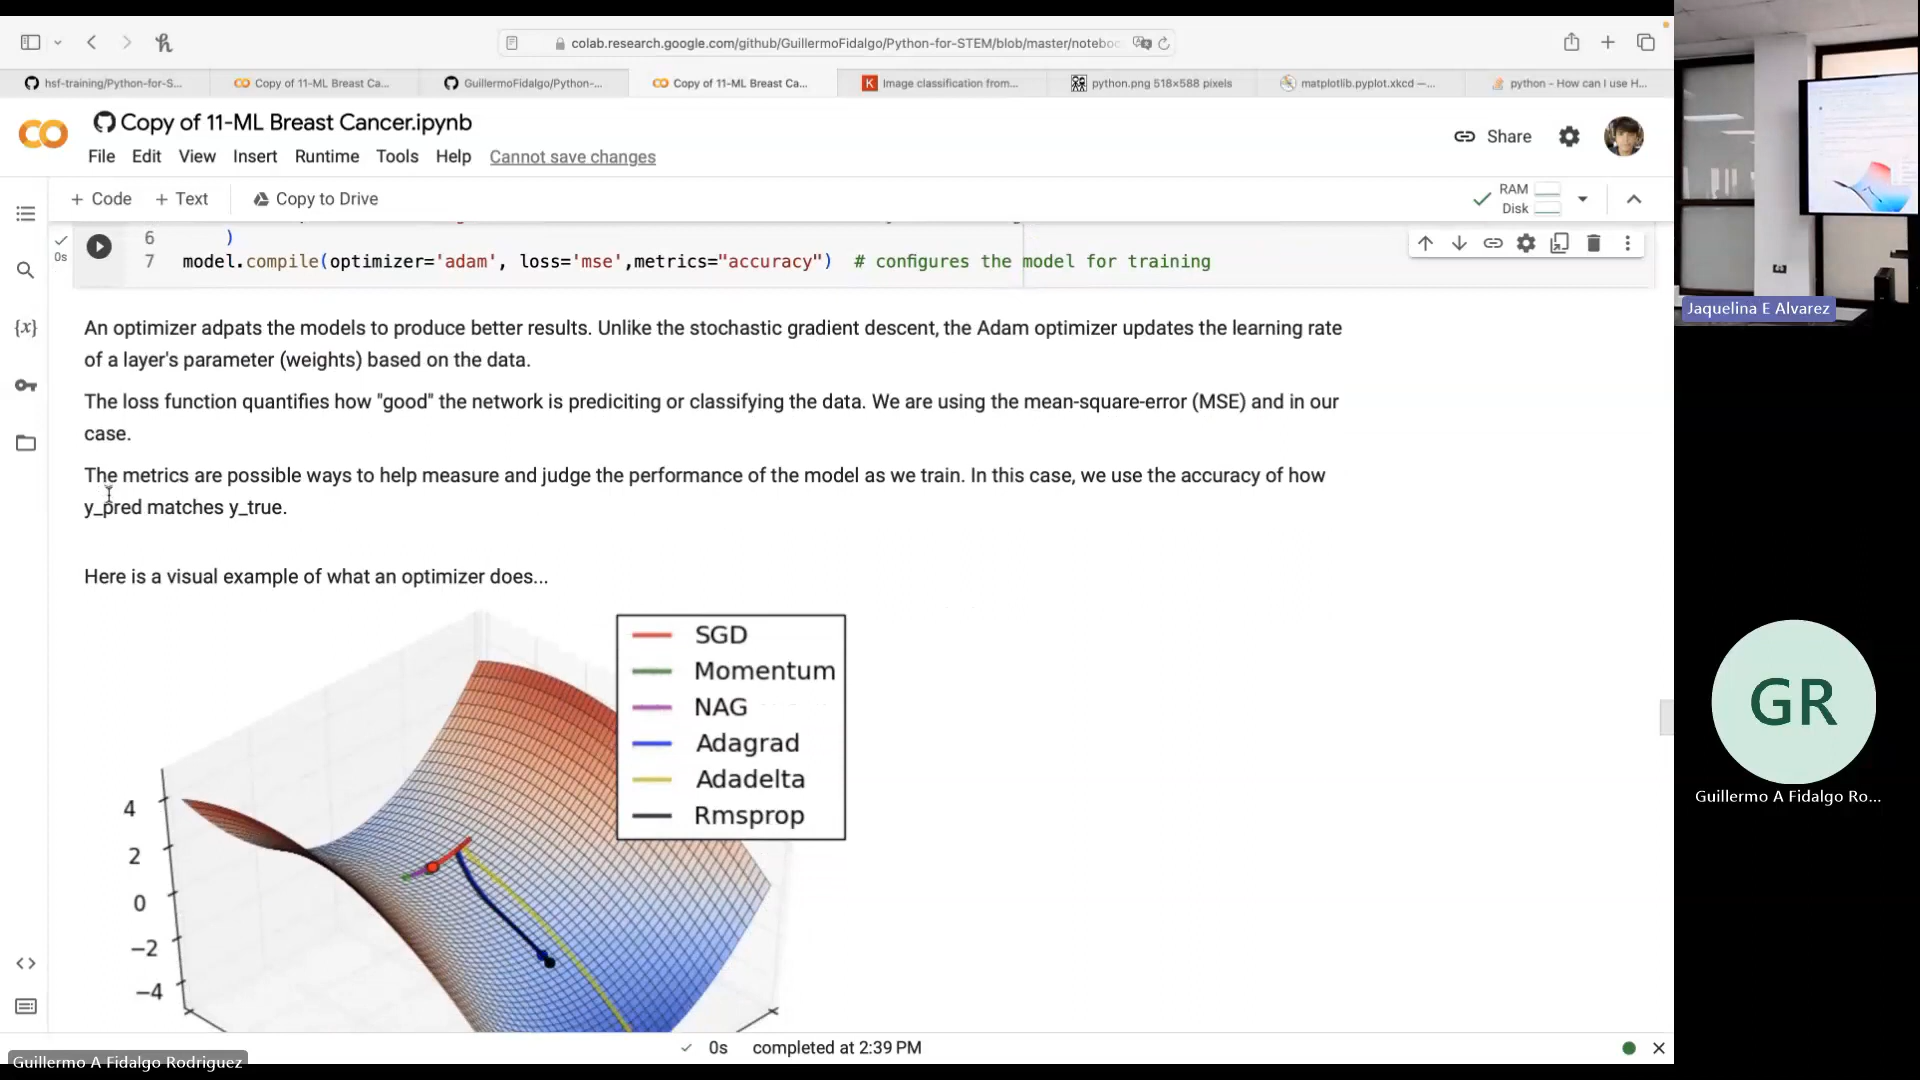 colab.research.google.com/github/GuillermoFidalgo/Python-for-STEM/blob/master/noteboo
hsf-training/Python-for-S...
Copy of 11-ML Breast Ca...
GuillermoFidalgo/Python-...
Copy of 11-ML Breast Ca...
Image classification from...
python.png 518×588 pixels
matplotlib.pyplot.xkcd —...
python - How can I use H...
Copy of 11-ML Breast Cancer.ipynb
File Edit View Insert Runtime Tools Help Cannot save changes
Share
+ Code + Text Copy to Drive
RAM
Disk
0s
6 )
7 model.compile(optimizer='adam', loss='mse',metrics="accuracy") # configures the model for training
An optimizer adpats the models to produce better results. Unlike the stochastic gradient descent, the Adam optimizer updates the learning rate
of a layer's parameter (weights) based on the data.
The loss function quantifies how "good" the network is prediciting or classifying the data. We are using the mean-square-error (MSE) and in our
case.
The metrics are possible ways to help measure and judge the performance of the model as we train. In this case, we use the accuracy of how
y_pred matches y_true.
Here is a visual example of what an optimizer does...
SGD
Momentum
NAG
Adagrad
Adadelta
Rmsprop
4
2
0
−2
−4
0s completed at 2:39 PM
Guillermo A Fidalgo Rodriguez
Jaquelina E Alvarez
GR
Guillermo A Fidalgo Ro...